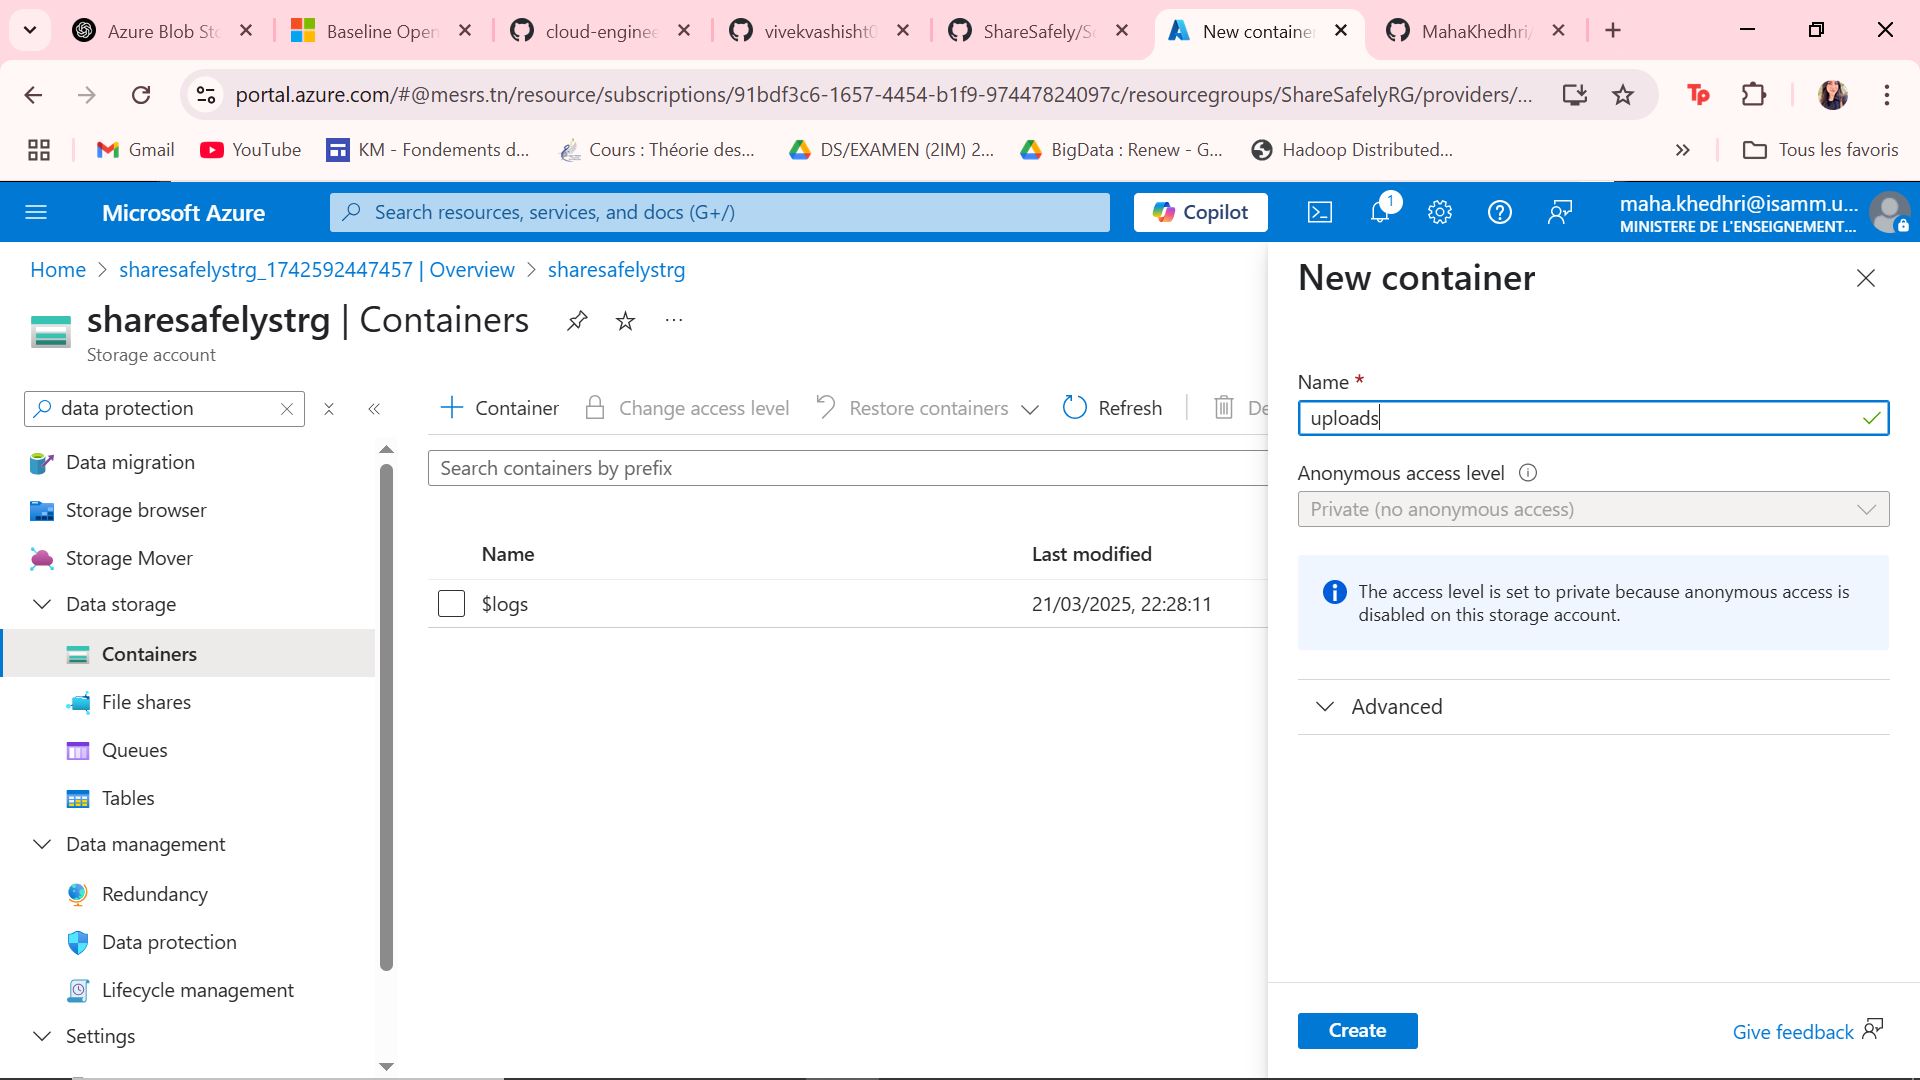 Azure Blob Sto
Baseline Open
cloud-enginee
vivekvashisht0
ShareSafely/Se
New container
MahaKhedhri/
portal.azure.com/#@mesrs.tn/resource/subscriptions/91bdf3c6-1657-4454-b1f9-97447824097c/resourcegroups/ShareSafelyRG/providers/...
Tp
Gmail
YouTube
KM - Fondements d...
Cours : Théorie des...
DS/EXAMEN (2IM) 2...
BigData : Renew - G...
Hadoop Distributed...
Tous les favoris
Microsoft Azure
Search resources, services, and docs (G+/)
Copilot
1
maha.khedhri@isamm.u...
MINISTERE DE L'ENSEIGNEMENT...
Home > sharesafelystrg_1742592447457 | Overview > sharesafelystrg
sharesafelystrg | Containers
Storage account
data protection
Data migration
Storage browser
Storage Mover
Data storage
Containers
File shares
Queues
Tables
Data management
Redundancy
Data protection
Lifecycle management
Settings
Container
Change access level
Restore containers
Refresh
De
Search containers by prefix
Name Last modified
$logs 21/03/2025, 22:28:11
New container
Name *
uploads
Anonymous access level
Private (no anonymous access)
The access level is set to private because anonymous access is
disabled on this storage account.
Advanced
Create
Give feedback